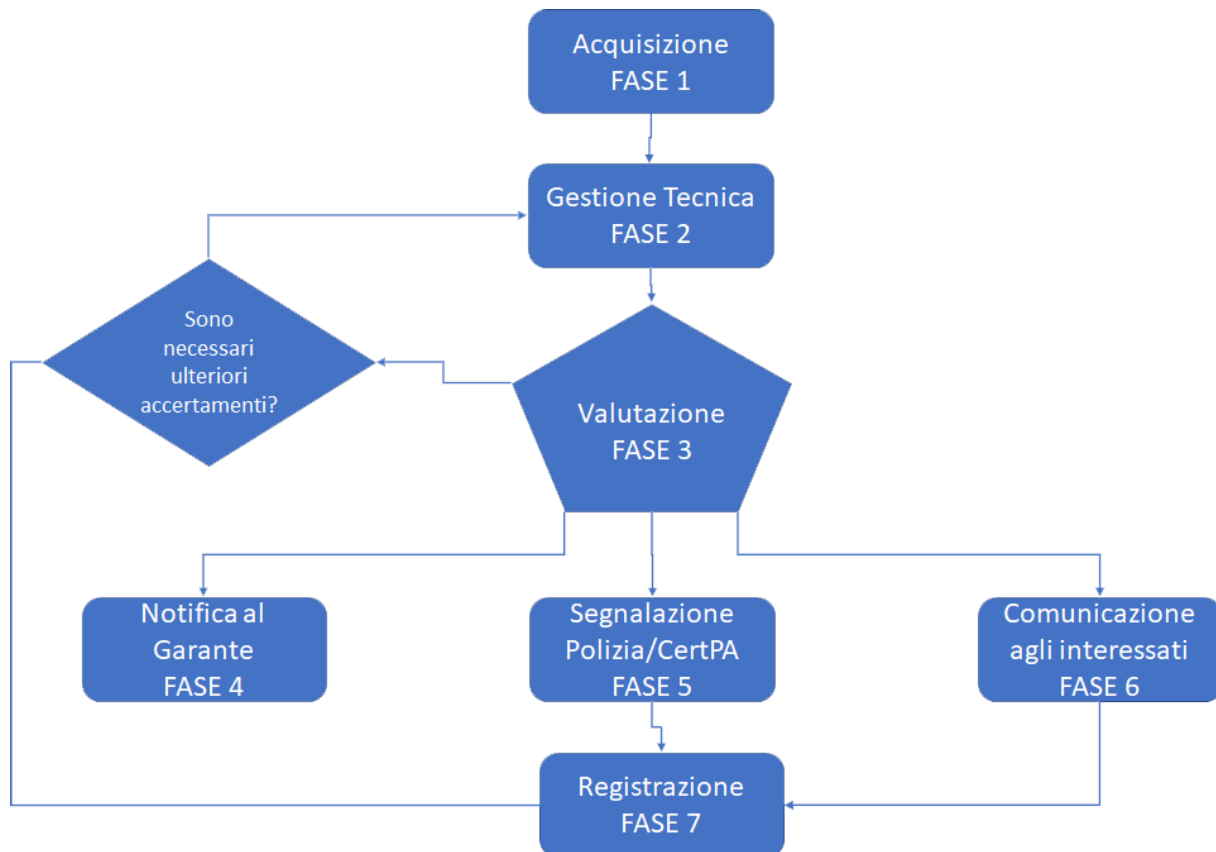 Acquisizione
FASE 1
Gestione Tecnica
FASE 2
Sono
necessari
ulteriori
accertamenti?
Valutazione
FASE 3
Notifica al
Garante
FASE 4
Segnalazione
Polizia/CertPA
FASE 5
Comunicazione
agli interessati
FASE 6
Registrazione
FASE 7